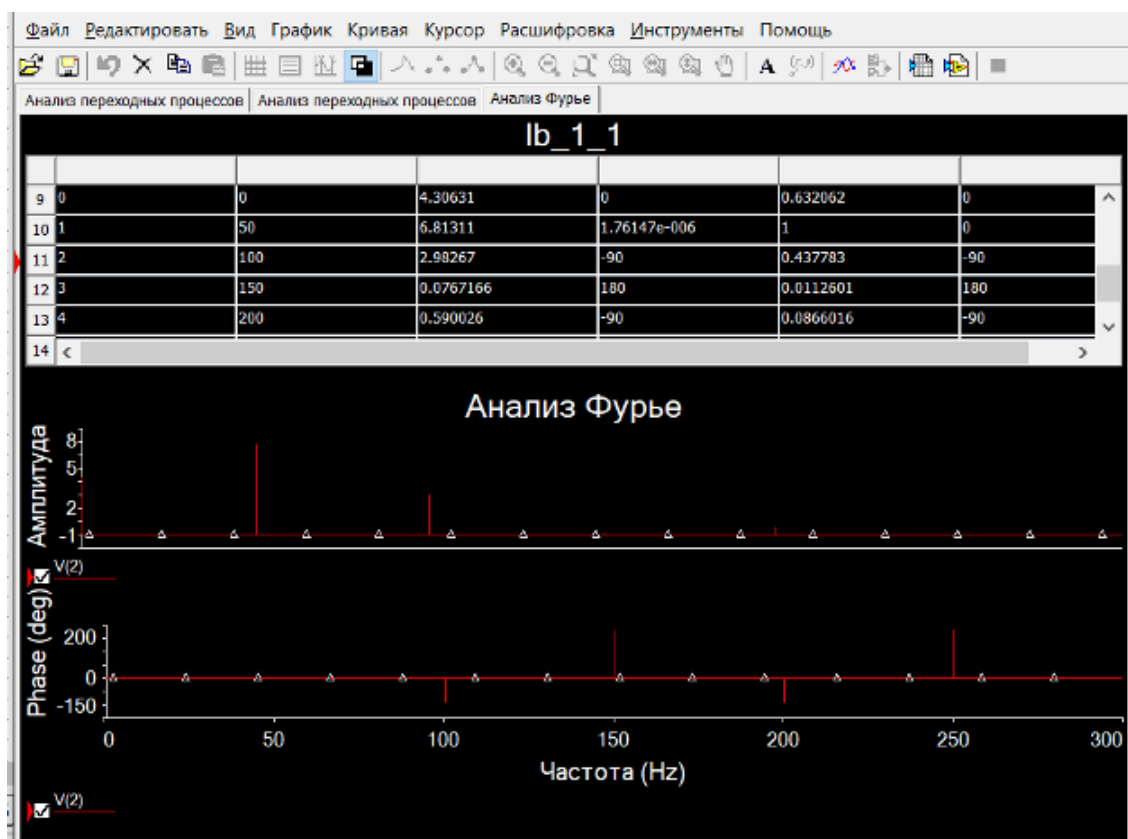 Файл Редактировать Вид График Кривая Курсор Расшифровка Инструменты Помощь
A
Анализ переходных процессов Анализ переходных процессов Анализ Фурье
lb_1_1
9 0 0 4.30631 0 0.632062 0
10 1 50 6.81311 1.76147e-006 1 0
11 2 100 2.98267 -90 0.437783 -90
12 3 150 0.0767166 180 0.0112601 180
13 4 200 0.590026 -90 0.0866016 -90
14
Анализ Фурье
Амплитуда
8
5
2
-1
V(2)
Phase (deg)
200
0
-150
0 50 100 150 200 250 300
Частота (Hz)
V(2)